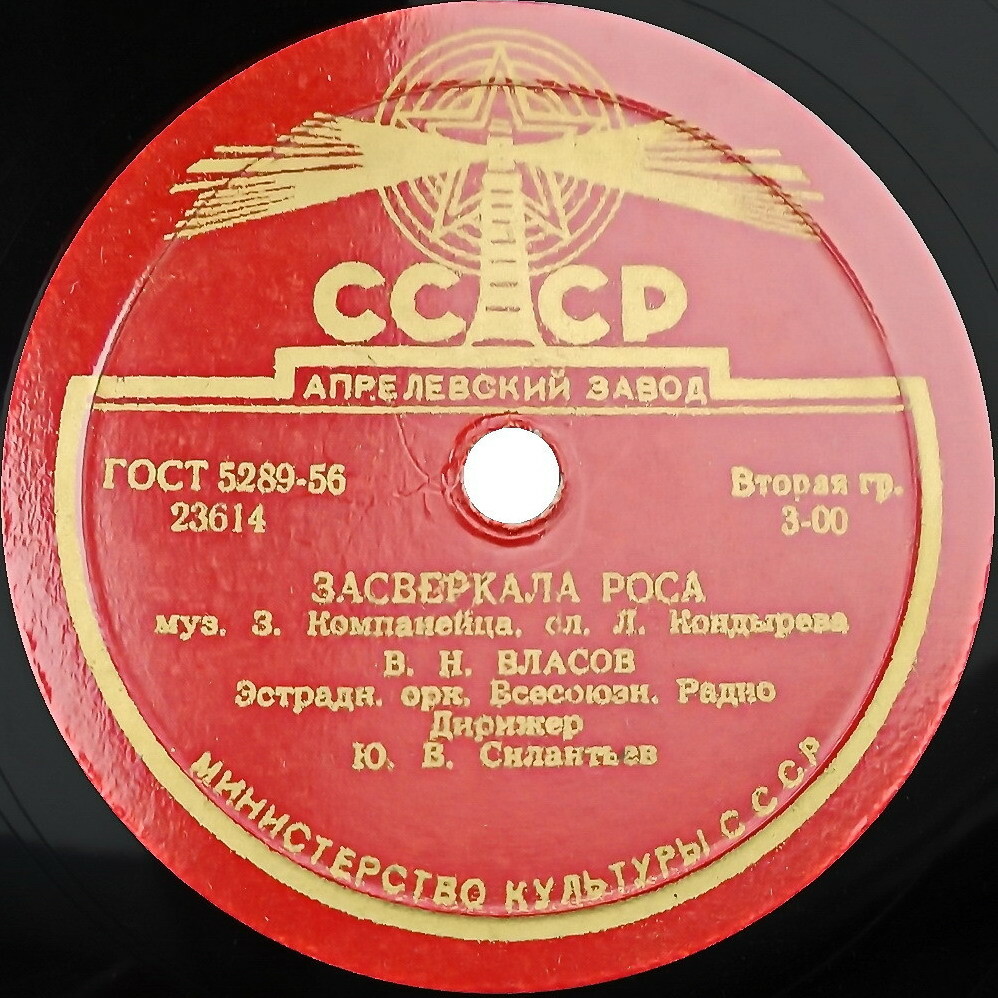 СССР
АПРЕЛЕВСКИЙ ЗАВОД
ГОСТ 5289-56
23614
Вторая гр.
3-00
ЗАСВЕРКАЛА РОСА
муз. З. Компанейца, сл. Л. Кондырева
В. Н. ВЛАСОВ
Эстрадн. орк. Всесоюзн. Радио
Дирижер
Ю. В. Силантьев
МИНИСТЕРСТВО КУЛЬТУРЫ СССР